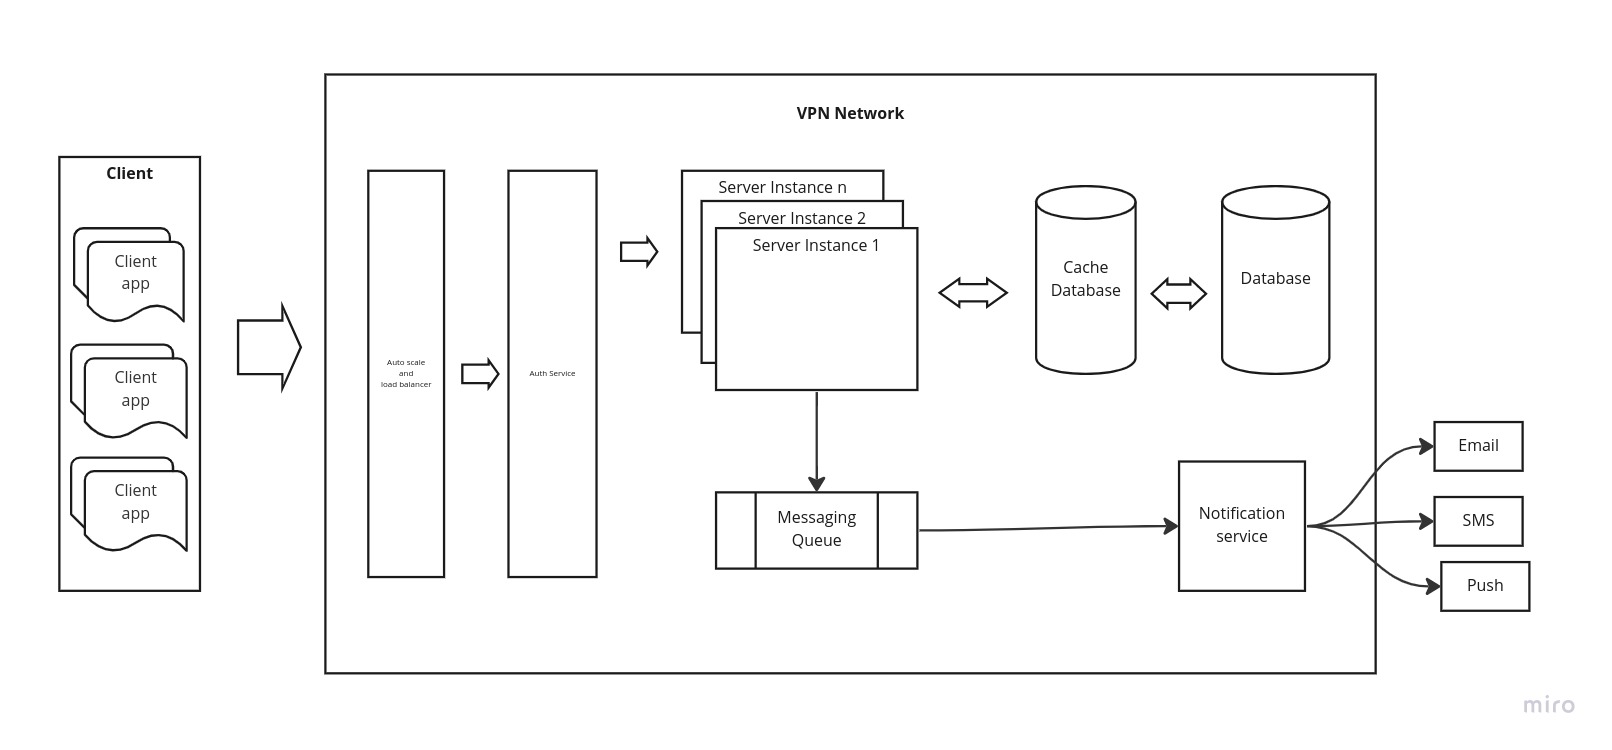 VPN Network
Client
Client
app
Client
app
Client
app
Auto scale
and
load balancer
Auth Service
Server Instance n
Server Instance 2
Server Instance 1
Cache
Database
Database
Messaging
Queue
Notification
service
Email
SMS
Push
miro